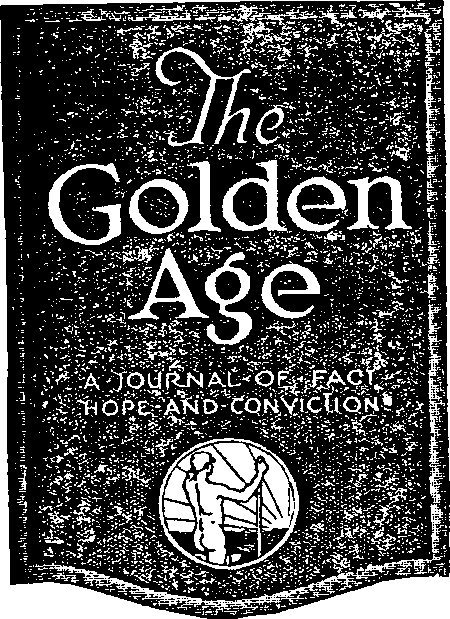 The
Golden
Age
A JOURNAL OF FACT
HOPE AND CONVICTION